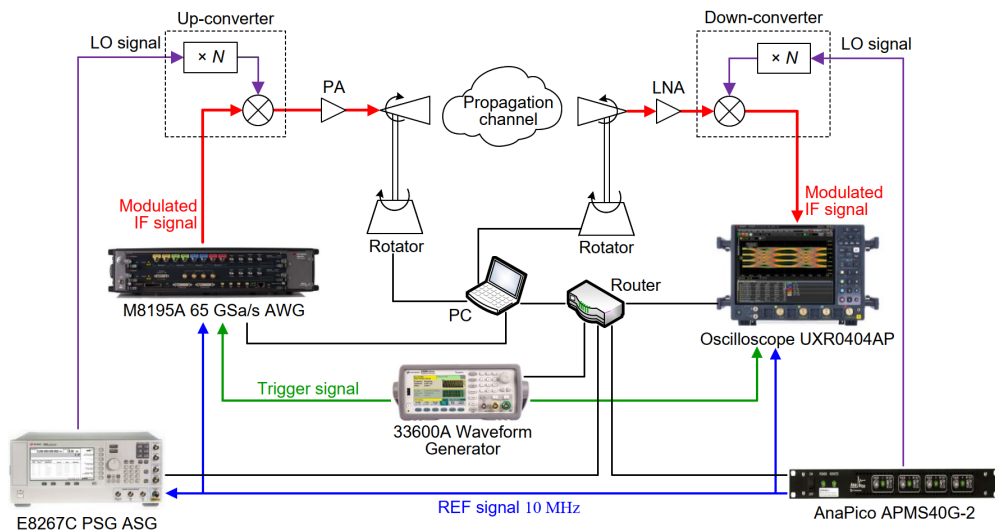 Up-converter
Down-converter
LO signal
× N
× N
LO signal
PA
Propagation
channel
LNA
Modulated
IF signal
Modulated
IF signal
Rotator
Rotator
Router
PC
M8195A 65 GSa/s AWG
Oscilloscope UXR0404AP
Trigger signal
33600A Waveform
Generator
REF signal 10 MHz
E8267C PSG ASG
AnaPico APMS40G-2